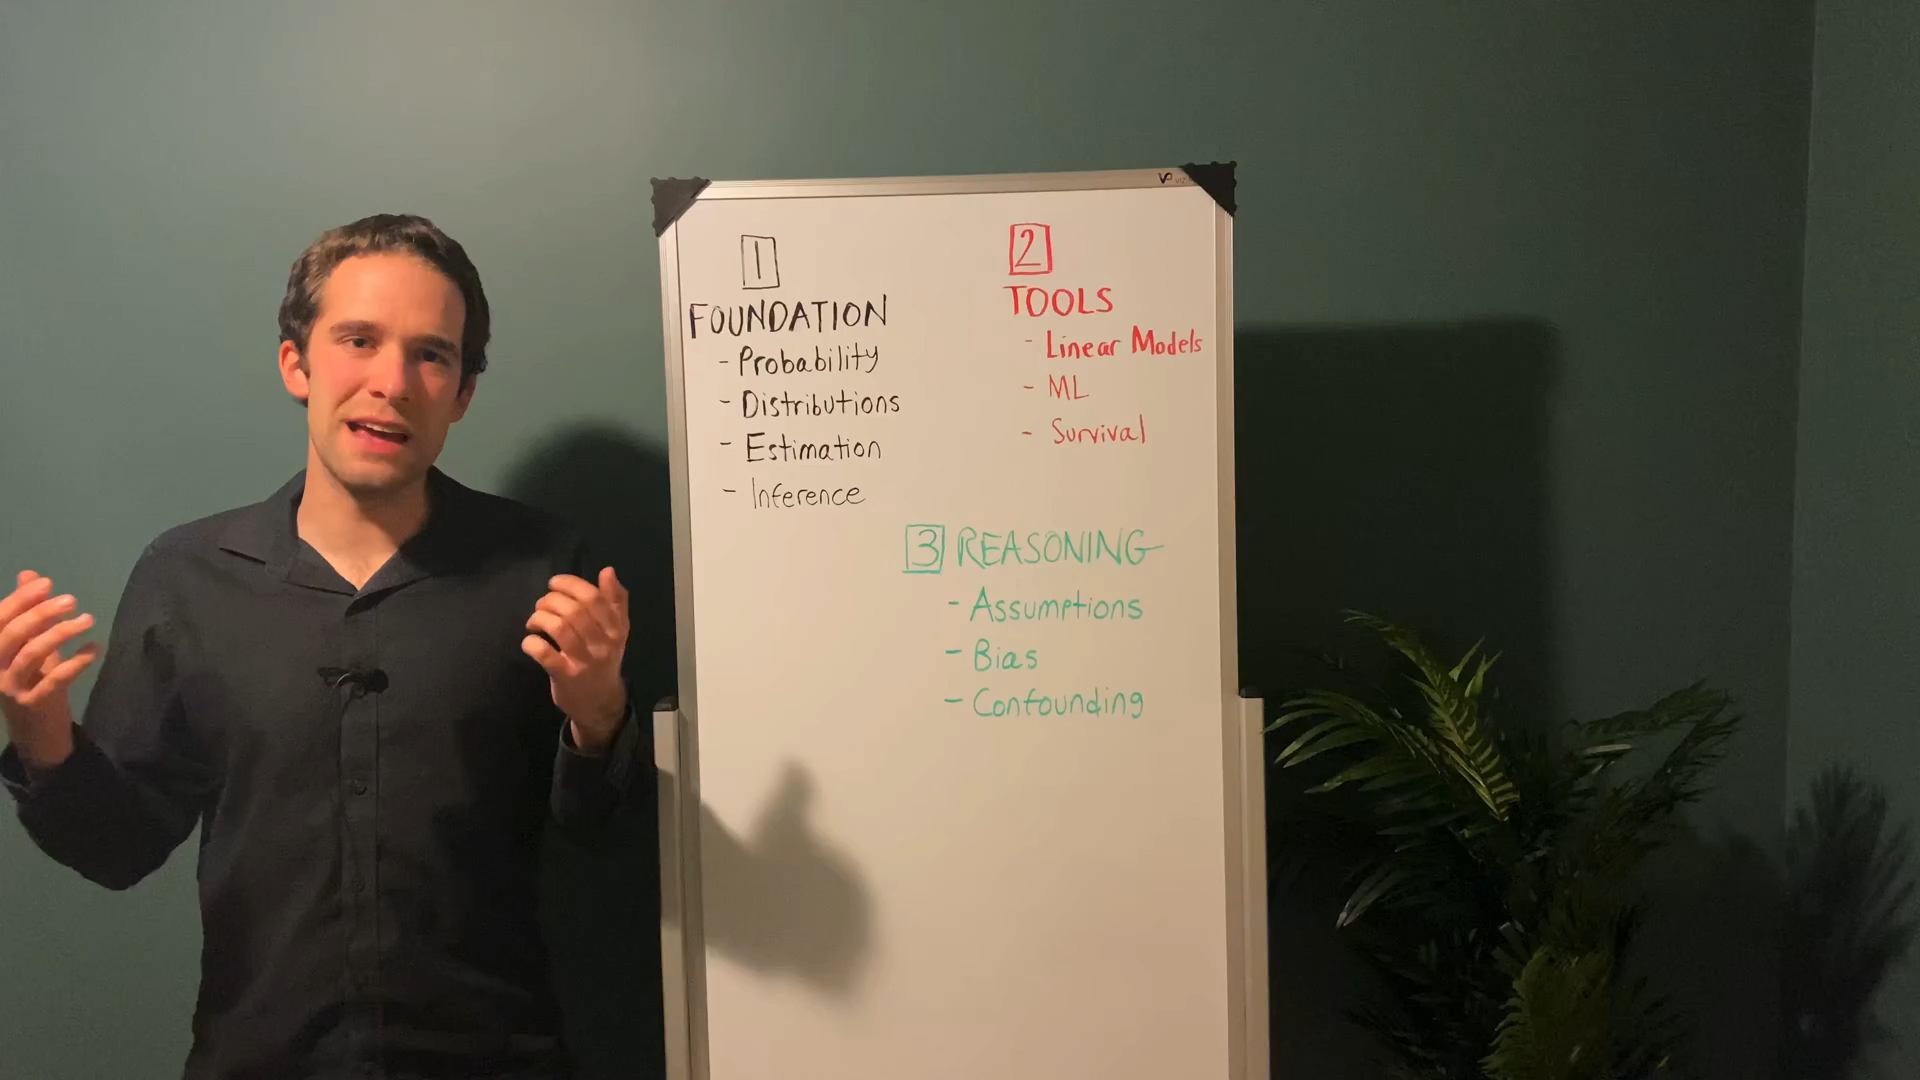 1
FOUNDATION
- Probability
- Distributions
- Estimation
- Inference
2
TOOLS
- Linear Models
- ML
- Survival
3 REASONING
- Assumptions
- Bias
- Confounding